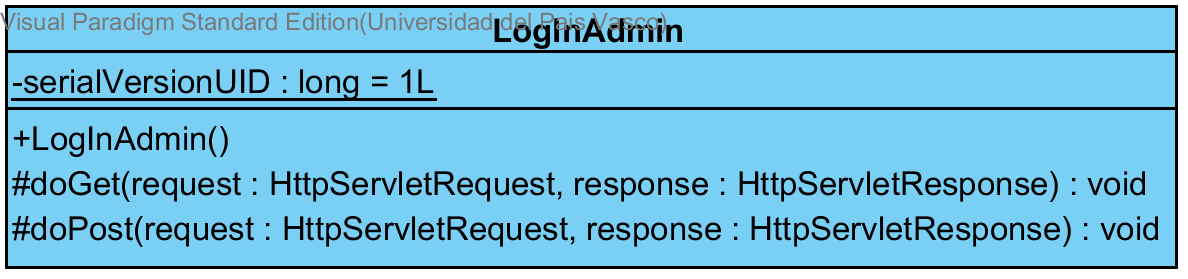 Visual Paradigm Standard Edition(Universidad del Pais Vasco)
LogInAdmin
-serialVersionUID : long = 1L
+LogInAdmin()
#doGet(request : HttpServletRequest, response : HttpServletResponse) : void
#doPost(request : HttpServletRequest, response : HttpServletResponse) : void